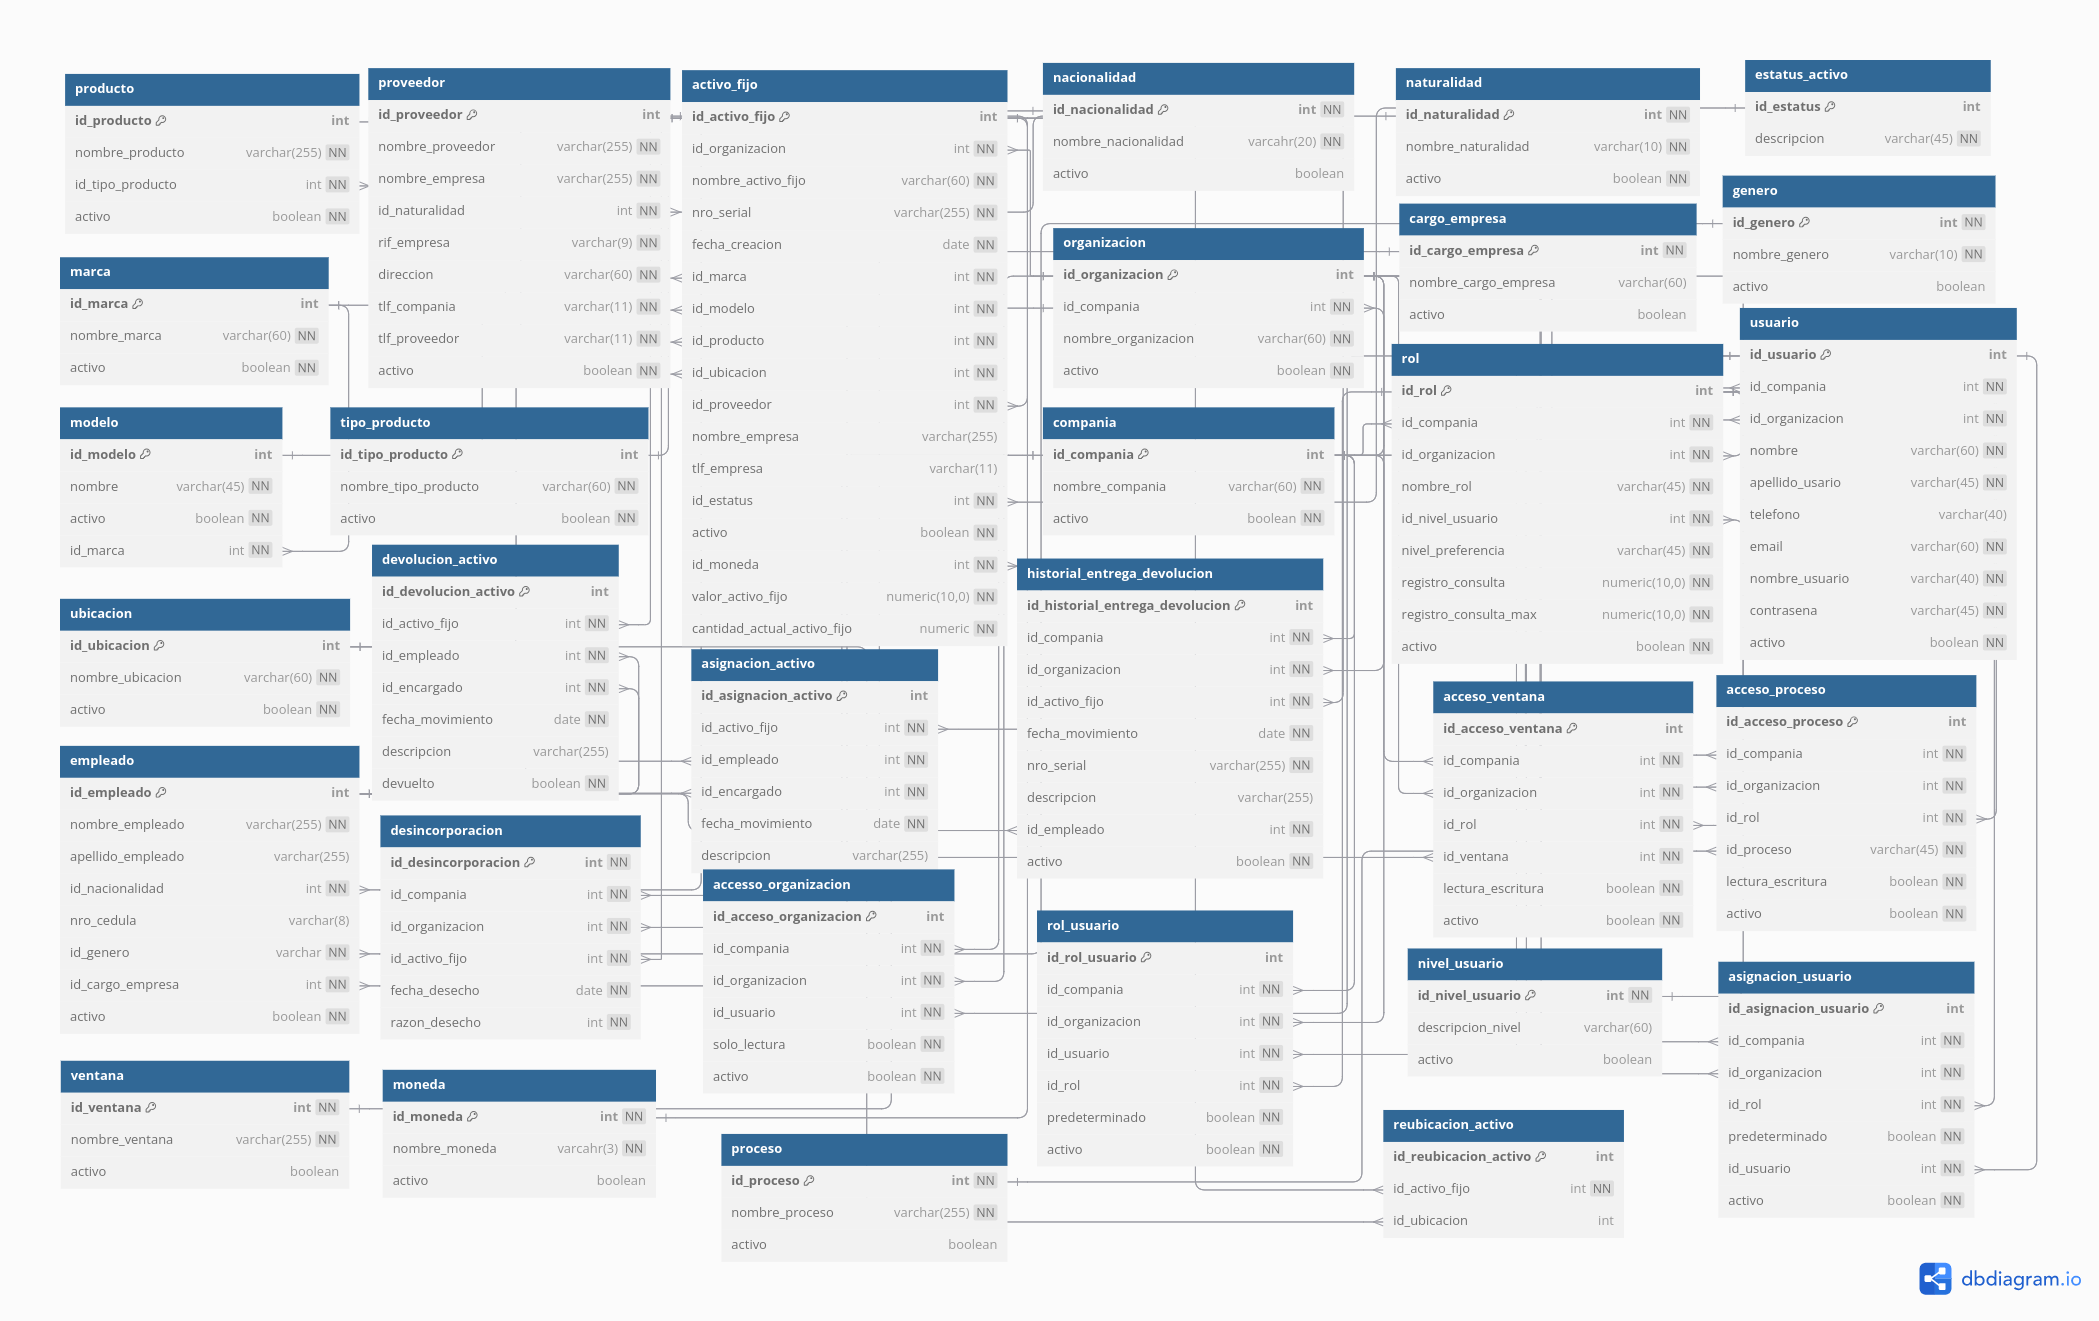 producto
id_producto int
nombre_producto varchar(255) NN
id_tipo_producto int NN
activo boolean NN
proveedor
id_proveedor int
nombre_proveedor varchar(255) NN
nombre_empresa varchar(255) NN
id_naturalidad int NN
rif_empresa varchar(9) NN
direccion varchar(60) NN
tlf_compania varchar(11) NN
tlf_proveedor varchar(11) NN
activo boolean NN
activo_fijo
id_activo_fijo int
id_organizacion int NN
nombre_activo_fijo varchar(60) NN
nro_serial varchar(255) NN
fecha_creacion date NN
id_marca int NN
id_modelo int NN
id_producto int NN
id_ubicacion int NN
id_proveedor int NN
nombre_empresa varchar(255)
tlf_empresa varchar(11)
id_estatus int NN
activo boolean NN
id_moneda int NN
valor_activo_fijo numeric(10,0) NN
cantidad_actual_activo_fijo numeric NN
nacionalidad
id_nacionalidad int NN
nombre_nacionalidad varcahr(20) NN
activo boolean
naturalidad
id_naturalidad int NN
nombre_naturalidad varchar(10) NN
activo boolean NN
estatus_activo
id_estatus int
descripcion varchar(45) NN
genero
id_genero int NN
nombre_genero varchar(10) NN
activo boolean
cargo_empresa
id_cargo_empresa int NN
nombre_cargo_empresa varchar(60)
activo boolean
organizacion
id_organizacion int
id_compania int NN
nombre_organizacion varchar(60) NN
activo boolean NN
marca
id_marca int
nombre_marca varchar(60) NN
activo boolean NN
usuario
id_usuario int
id_compania int NN
id_organizacion int NN
nombre varchar(60) NN
apellido_usario varchar(45) NN
telefono varchar(40)
email varchar(60) NN
nombre_usuario varchar(40) NN
contrasena varchar(45) NN
activo boolean NN
rol
id_rol int
id_compania int NN
id_organizacion int NN
nombre_rol varchar(45) NN
id_nivel_usuario int NN
nivel_preferencia varchar(45) NN
registro_consulta numeric(10,0) NN
registro_consulta_max numeric(10,0) NN
activo boolean NN
modelo
id_modelo int
nombre varchar(45) NN
activo boolean NN
id_marca int NN
tipo_producto
id_tipo_producto int
nombre_tipo_producto varchar(60) NN
activo boolean NN
compania
id_compania int
nombre_compania varchar(60) NN
activo boolean NN
devolucion_activo
id_devolucion_activo int
id_activo_fijo int NN
id_empleado int NN
id_encargado int NN
fecha_movimiento date NN
descripcion varchar(255)
devuelto boolean NN
historial_entrega_devolucion
id_historial_entrega_devolucion int
id_compania int NN
id_organizacion int NN
id_activo_fijo int NN
fecha_movimiento date NN
nro_serial varchar(255) NN
descripcion varchar(255)
id_empleado int NN
activo boolean NN
ubicacion
id_ubicacion int
nombre_ubicacion varchar(60) NN
activo boolean NN
asignacion_activo
id_asignacion_activo int
id_activo_fijo int NN
id_empleado int NN
id_encargado int NN
fecha_movimiento date NN
descripcion varchar(255)
acceso_ventana
id_acceso_ventana int
id_compania int NN
id_organizacion int NN
id_rol int NN
id_ventana int NN
lectura_escritura boolean NN
activo boolean NN
acceso_proceso
id_acceso_proceso int
id_compania int NN
id_organizacion int NN
id_rol int NN
id_proceso varchar(45) NN
lectura_escritura boolean NN
activo boolean NN
empleado
id_empleado int
nombre_empleado varchar(255) NN
apellido_empleado varchar(255)
id_nacionalidad int NN
nro_cedula varchar(8)
id_genero varchar NN
id_cargo_empresa int NN
activo boolean NN
desincorporacion
id_desincorporacion int NN
id_compania int NN
id_organizacion int NN
id_activo_fijo int NN
fecha_desecho date NN
razon_desecho int NN
accesso_organizacion
id_acceso_organizacion int
id_compania int NN
id_organizacion int NN
id_usuario int NN
solo_lectura boolean NN
activo boolean NN
rol_usuario
id_rol_usuario int
id_compania int NN
id_organizacion int NN
id_usuario int NN
id_rol int NN
predeterminado boolean NN
activo boolean NN
nivel_usuario
id_nivel_usuario int NN
descripcion_nivel varchar(60)
activo boolean
asignacion_usuario
id_asignacion_usuario int
id_compania int NN
id_organizacion int NN
id_rol int NN
predeterminado boolean NN
id_usuario int NN
activo boolean NN
ventana
id_ventana int NN
nombre_ventana varchar(255) NN
activo boolean
moneda
id_moneda int NN
nombre_moneda varcahr(3) NN
activo boolean
proceso
id_proceso int NN
nombre_proceso varchar(255) NN
activo boolean
reubicacion_activo
id_reubicacion_activo int
id_activo_fijo int NN
id_ubicacion int
dbdiagram.io